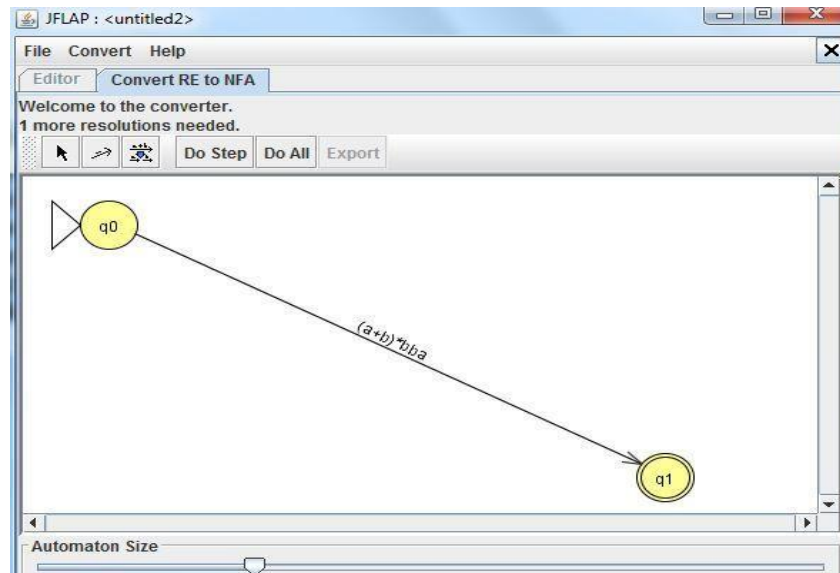 JFLAP : <untitled2>
File Convert Help
Editor Convert RE to NFA
Welcome to the converter.
1 more resolutions needed.
Do Step Do All Export
q0
(a+b)*bba
q1
Automaton Size